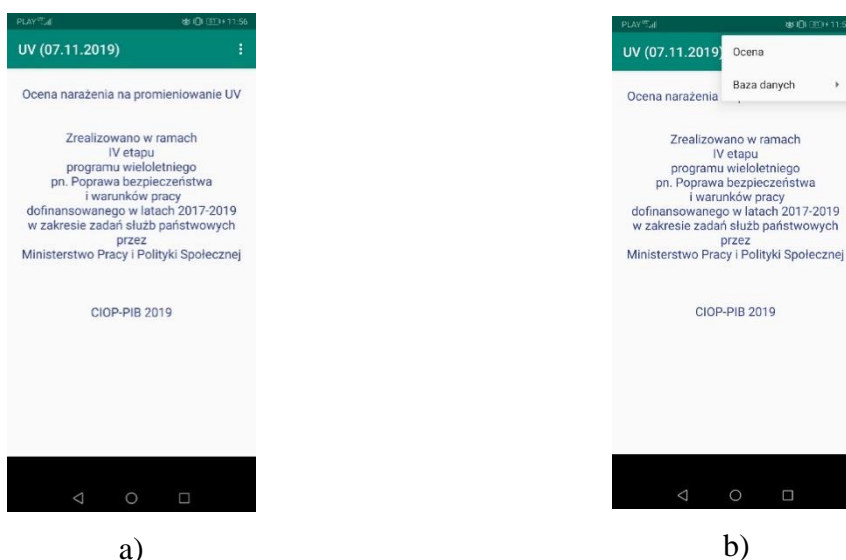 PLAY
11:56
UV (07.11.2019)
Ocena narażenia na promieniowanie UV
Zrealizowano w ramach
IV etapu
programu wieloletniego
pn. Poprawa bezpieczeństwa
i warunków pracy
dofinansowanego w latach 2017-2019
w zakresie zadań służb państwowych
przez
Ministerstwo Pracy i Polityki Społecznej
CIOP-PIB 2019
a)
PLAY
11:5
UV (07.11.2019)
Ocena
Baza danych
Ocena narażenia
Zrealizowano w ramach
IV etapu
programu wieloletniego
pn. Poprawa bezpieczeństwa
i warunków pracy
dofinansowanego w latach 2017-2019
w zakresie zadań służb państwowych
przez
Ministerstwo Pracy i Polityki Społecznej
CIOP-PIB 2019
b)